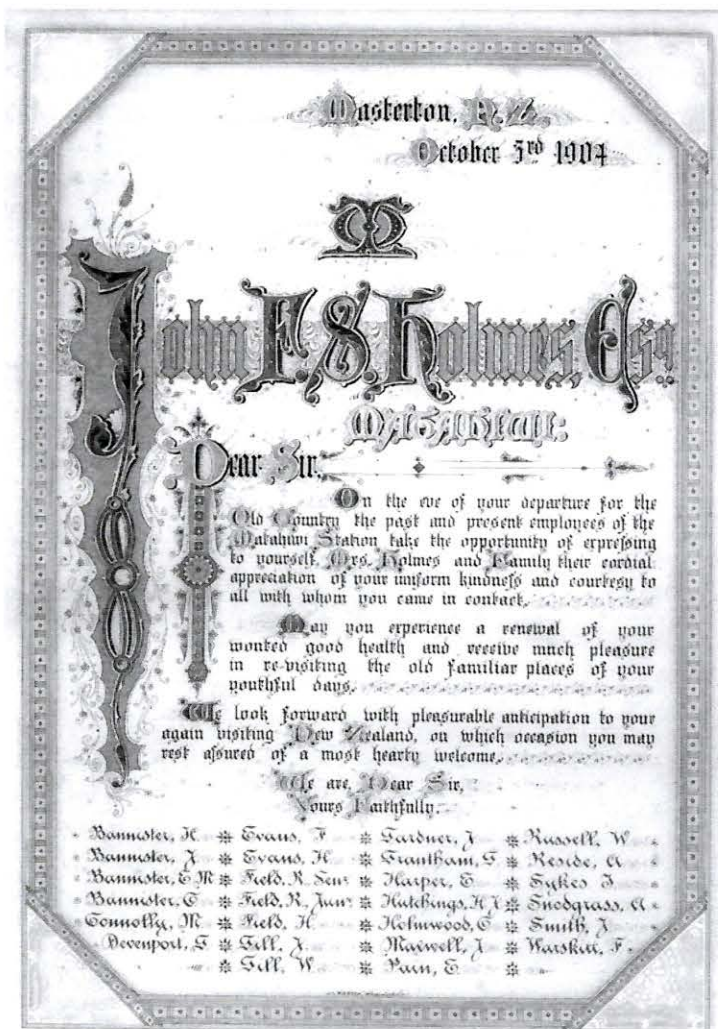 Masterton, N.Z.
October 3rd 1904
To
John F. S. Holmes, Esq.
MATAHIWI:
Dear Sir,
On the eve of your departure for the
Old Country the past and present employees of the
Matahiwi Station take the opportunity of expressing
to yourself, Mrs. Holmes and Family their cordial
appreciation of your uniform kindness and courtesy to
all with whom you came in contact.
May you experience a renewal of your
wonted good health and receive much pleasure
in re-visiting the old familiar places of your
youthful days.
We look forward with pleasurable anticipation to your
again visiting New Zealand, on which occasion you may
rest assured of a most hearty welcome.
We are, Dear Sir,
Yours Faithfully,
Bannister, H Evans, F Gardner, J Russell, W
Bannister, J Evans, H Grantham, G Reside, A
Bannister, E M Field, R, Senr Harper, E Sykes J
Bannister, C Field, R, Junr Hutchings, H J Snodgrass, A
Connolly, M Field, H Holmwood, C Smith, J
Devenport, G Gill, J Maxwell, J Warskitt, F
Gill, W Pain, E